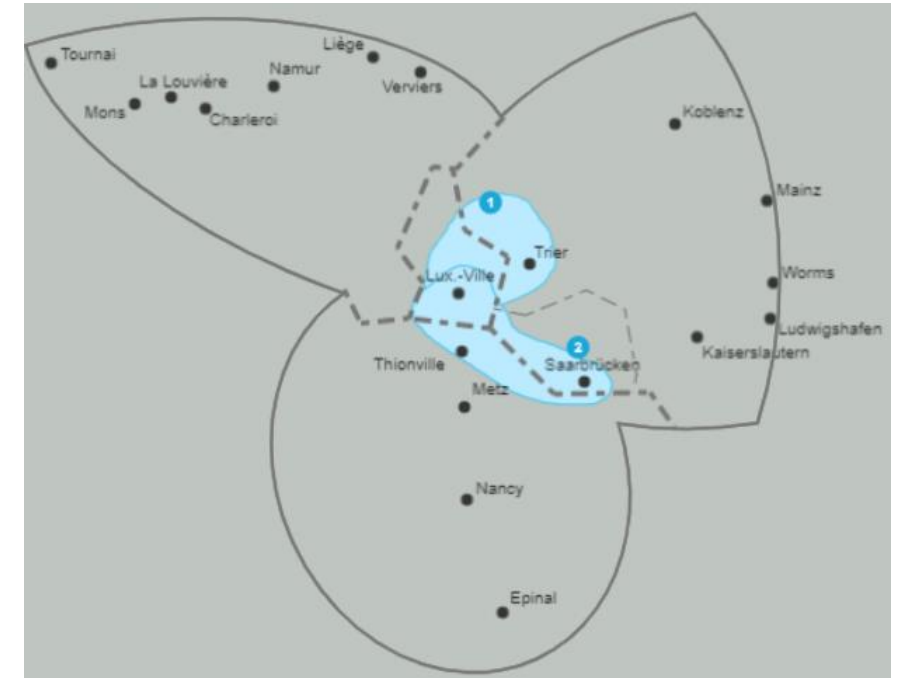 Tournai
Liège
La Louvière
Namur
Verviers
Mons
Charleroi
Koblenz
Mainz
1
Trier
Lux.-Ville
Worms
Ludwigshafen
2
Kaiserslautern
Thionville
Saarbrücken
Metz
Nancy
Epinal